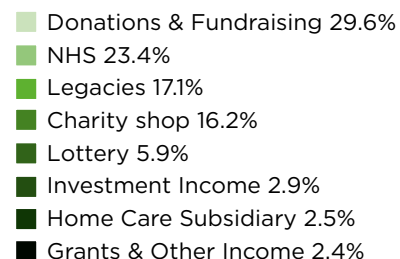 Donations & Fundraising 29.6%
NHS 23.4%
Legacies 17.1%
Charity shop 16.2%
Lottery 5.9%
Investment Income 2.9%
Home Care Subsidiary 2.5%
Grants & Other Income 2.4%